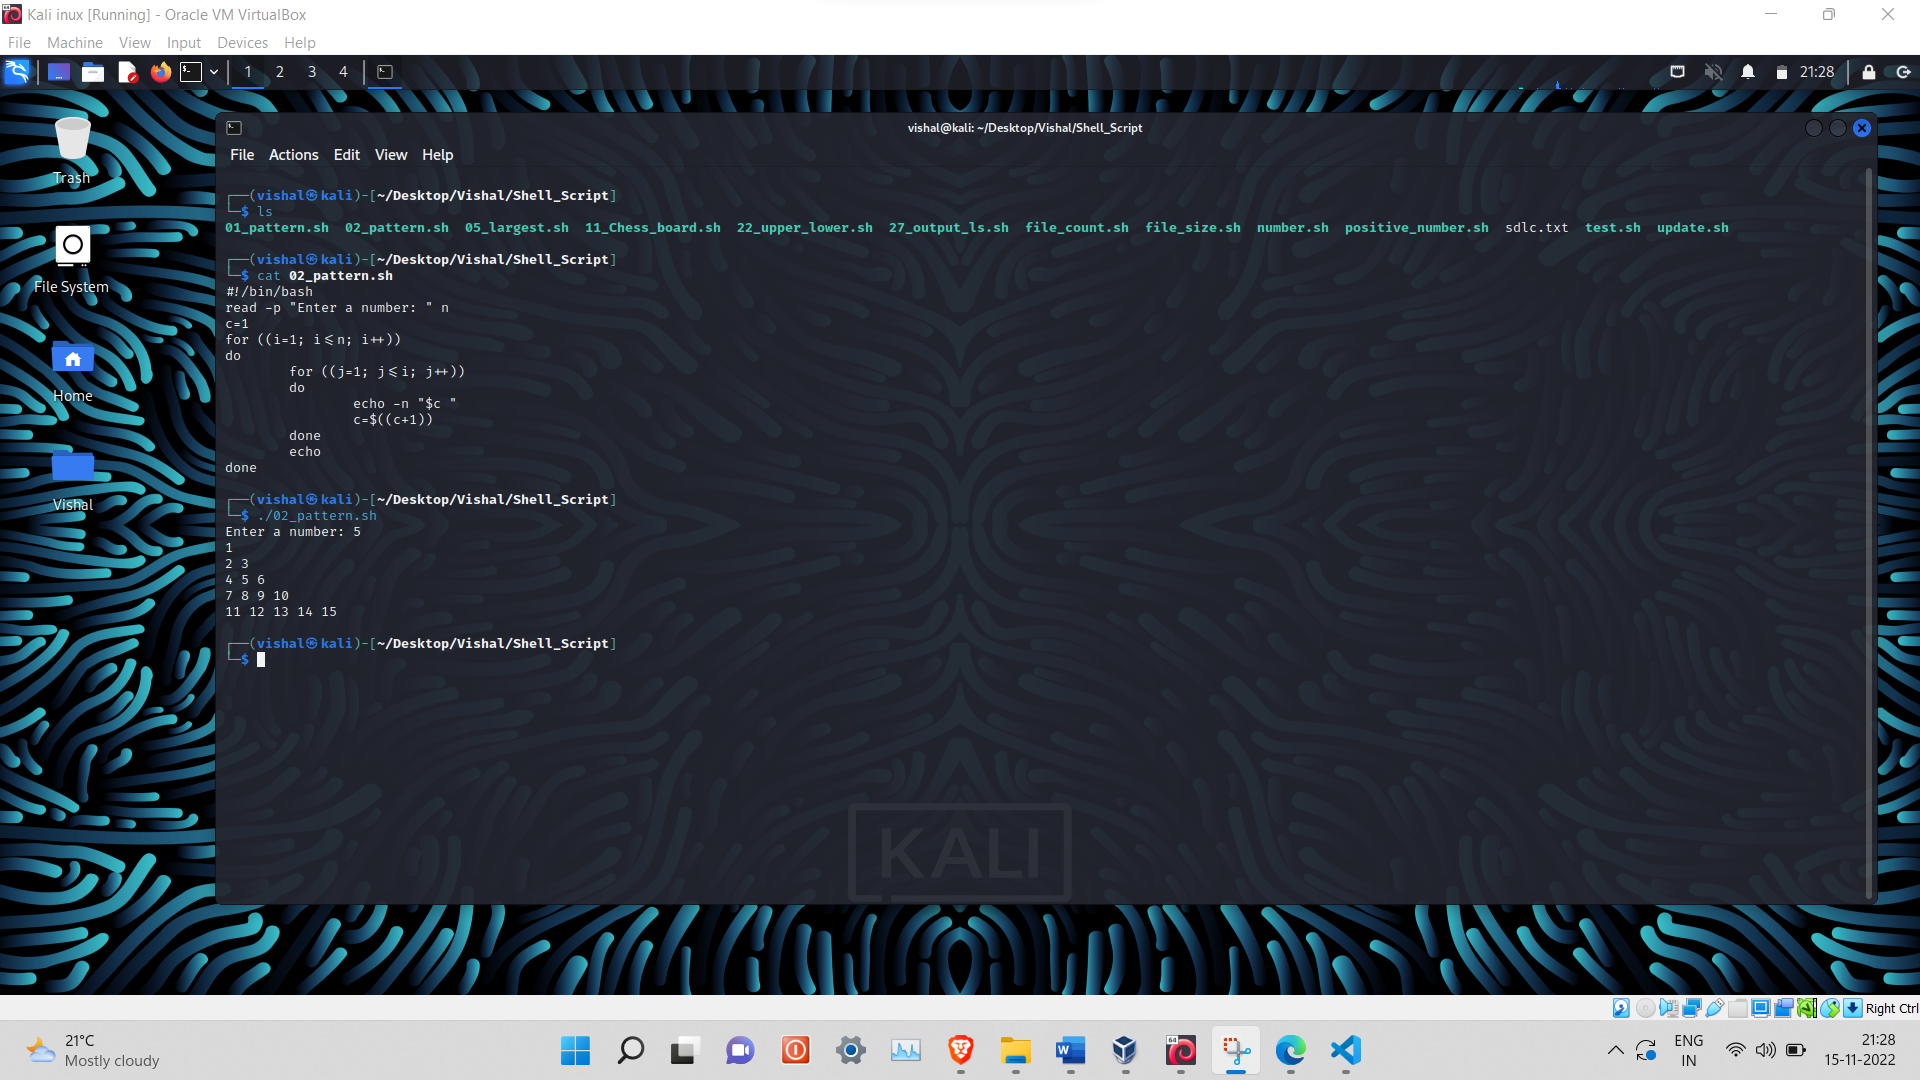 Kali inux [Running] - Oracle VM VirtualBox
File Machine View Input Devices Help
1 2 3 4
21:28
vishal@kali: ~/Desktop/Vishal/Shell_Script
File Actions Edit View Help
Trash
File System
Home
Vishal
┌──(vishal㉿kali)-[~/Desktop/Vishal/Shell_Script]
└─$ ls
01_pattern.sh 02_pattern.sh 05_largest.sh 11_Chess_board.sh 22_upper_lower.sh 27_output_ls.sh file_count.sh file_size.sh number.sh positive_number.sh sdlc.txt test.sh update.sh
┌──(vishal㉿kali)-[~/Desktop/Vishal/Shell_Script]
└─$ cat 02_pattern.sh
#!/bin/bash
read -p "Enter a number: " n
c=1
for ((i=1; i<=n; i++))
do
        for ((j=1; j<=i; j++))
        do
                echo -n "$c "
                c=$((c+1))
        done
        echo
done
┌──(vishal㉿kali)-[~/Desktop/Vishal/Shell_Script]
└─$ ./02_pattern.sh
Enter a number: 5
1
2 3
4 5 6
7 8 9 10
11 12 13 14 15
┌──(vishal㉿kali)-[~/Desktop/Vishal/Shell_Script]
└─$
KALI
Right Ctrl
21°C
Mostly cloudy
64
ENG
IN
21:28
15-11-2022